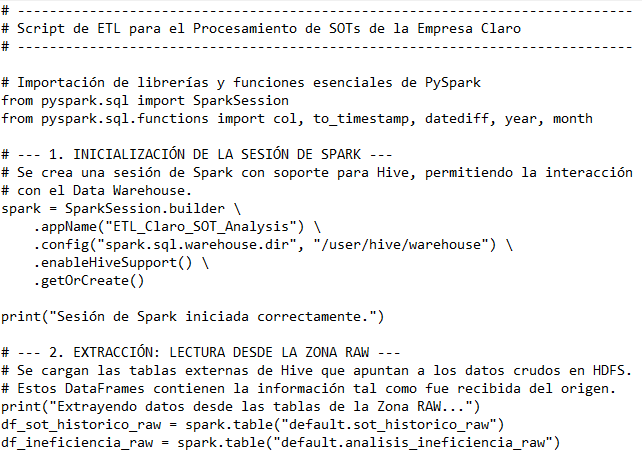 # ------------------------------------------------------------------------------
# Script de ETL para el Procesamiento de SOTs de la Empresa Claro
# ------------------------------------------------------------------------------
# Importación de librerías y funciones esenciales de PySpark
from pyspark.sql import SparkSession
from pyspark.sql.functions import col, to_timestamp, datediff, year, month
# --- 1. INICIALIZACIÓN DE LA SESIÓN DE SPARK ---
# Se crea una sesión de Spark con soporte para Hive, permitiendo la interacción
# con el Data Warehouse.
spark = SparkSession.builder \
    .appName("ETL_Claro_SOT_Analysis") \
    .config("spark.sql.warehouse.dir", "/user/hive/warehouse") \
    .enableHiveSupport() \
    .getOrCreate()
print("Sesión de Spark iniciada correctamente.")
# --- 2. EXTRACCIÓN: LECTURA DESDE LA ZONA RAW ---
# Se cargan las tablas externas de Hive que apuntan a los datos crudos en HDFS.
# Estos DataFrames contienen la información tal como fue recibida del origen.
print("Extrayendo datos desde las tablas de la Zona RAW...")
df_sot_historico_raw = spark.table("default.sot_historico_raw")
df_ineficiencia_raw = spark.table("default.analisis_ineficiencia_raw")